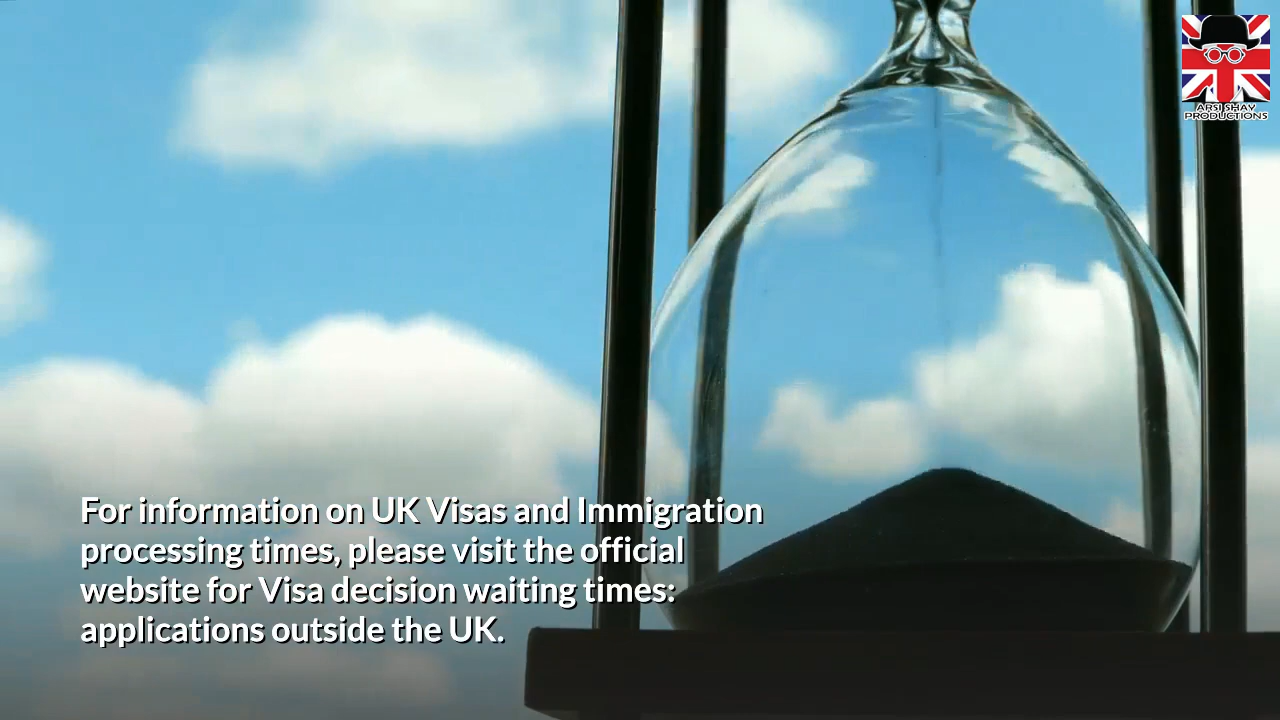 ARSI SHAY
PRODUCTIONS
For information on UK Visas and Immigration
processing times, please visit the official
website for Visa decision waiting times:
applications outside the UK.